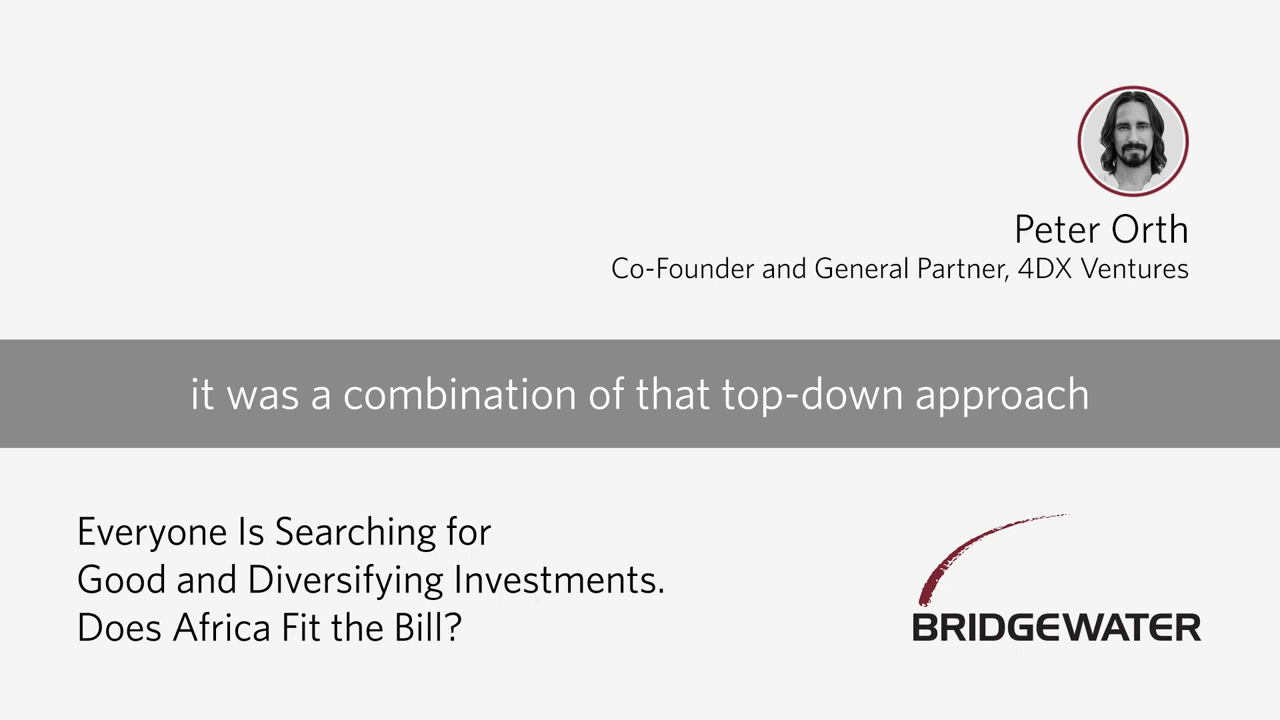 Peter Orth
Co-Founder and General Partner, 4DX Ventures
it was a combination of that top-down approach
Everyone Is Searching for
Good and Diversifying Investments.
Does Africa Fit the Bill?
BRIDGEWATER